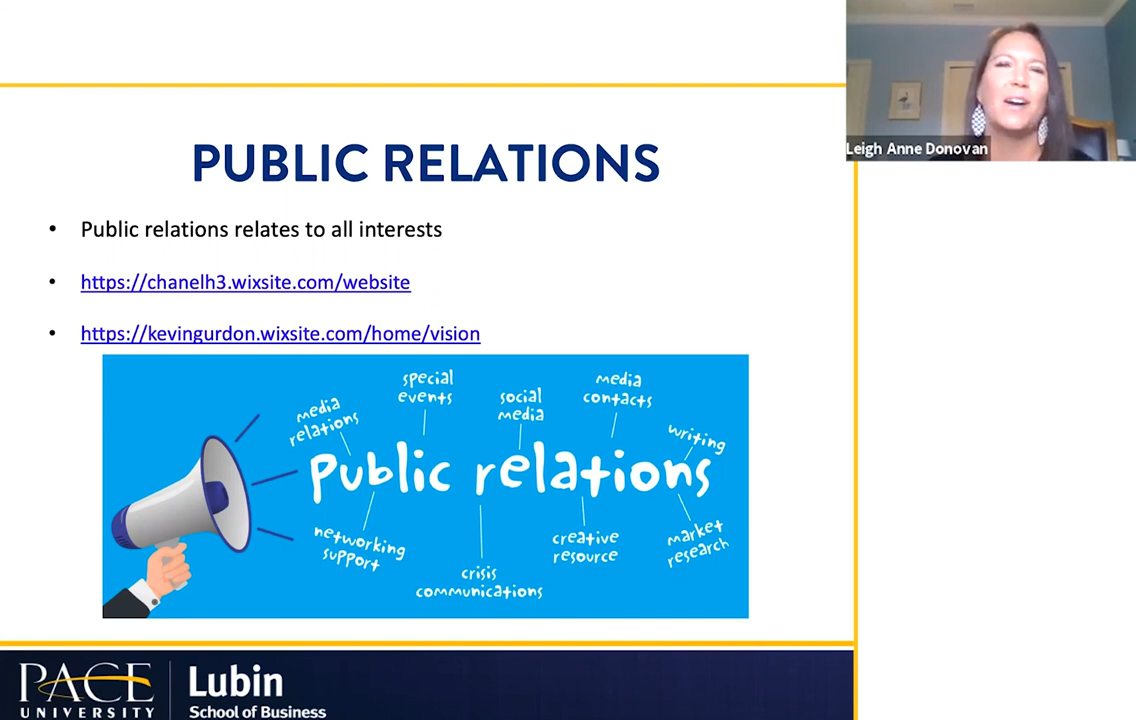 Leigh Anne Donovan
PUBLIC RELATIONS
• Public relations relates to all interests
• https://chanelh3.wixsite.com/website
• https://kevingurdon.wixsite.com/home/vision
media
relations
special
events
social
media
media
contacts
writing
public relations
networking
support
crisis
communications
creative
resource
market
research
PACE
UNIVERSITY
Lubin
School of Business